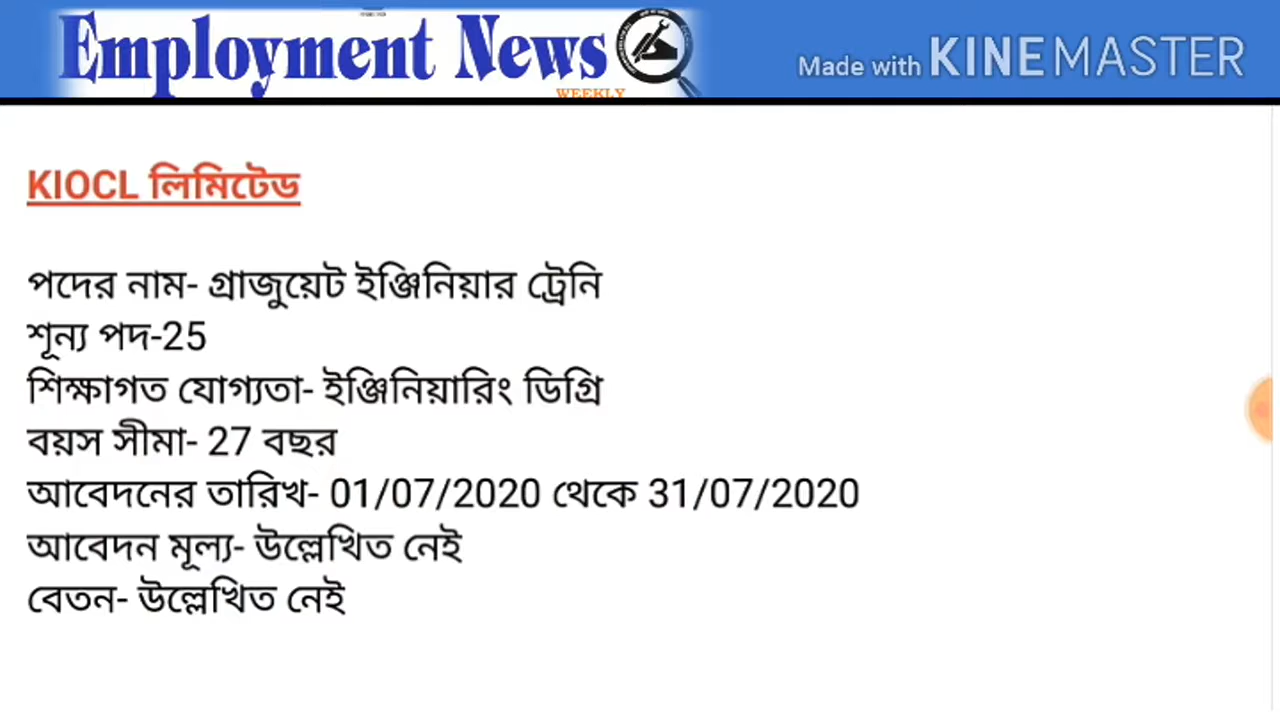 Employment News
WEEKLY
Made with KINEMASTER
KIOCL লিমিটেড
পদের নাম- গ্রাজুয়েট ইঞ্জিনিয়ার ট্রেনি
শূন্য পদ-25
শিক্ষাগত যোগ্যতা- ইঞ্জিনিয়ারিং ডিগ্রি
বয়স সীমা- 27 বছর
আবেদনের তারিখ- 01/07/2020 থেকে 31/07/2020
আবেদন মূল্য- উল্লেখিত নেই
বেতন- উল্লেখিত নেই